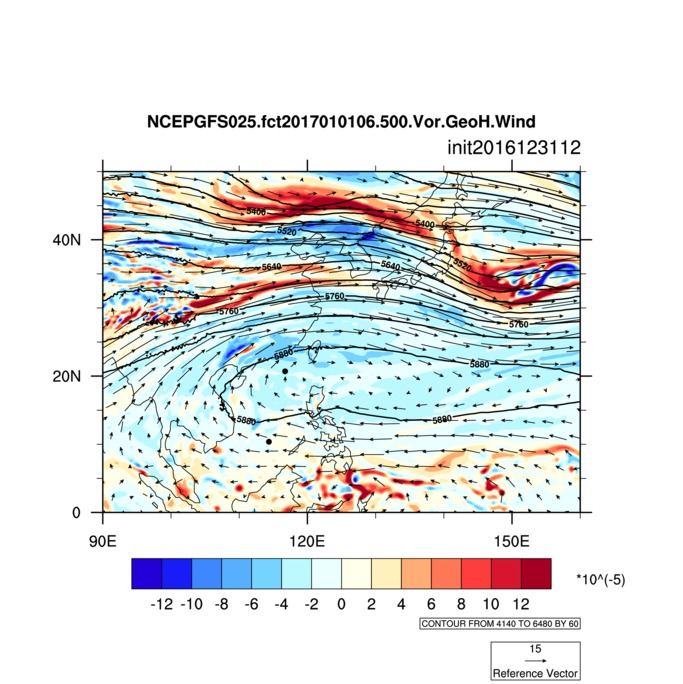 NCEPGFS025.fct2017010106.500.Vor.GeoH.Wind
init2016123112
5400
5400
5520
5520
5640
5640
5760
5760
5760
5880
5880
5880
5880
40N
20N
0
90E 120E 150E
-12 -10 -8 -6 -4 -2 0 2 4 6 8 10 12
*10^(-5)
CONTOUR FROM 4140 TO 6480 BY 60
15
Reference Vector